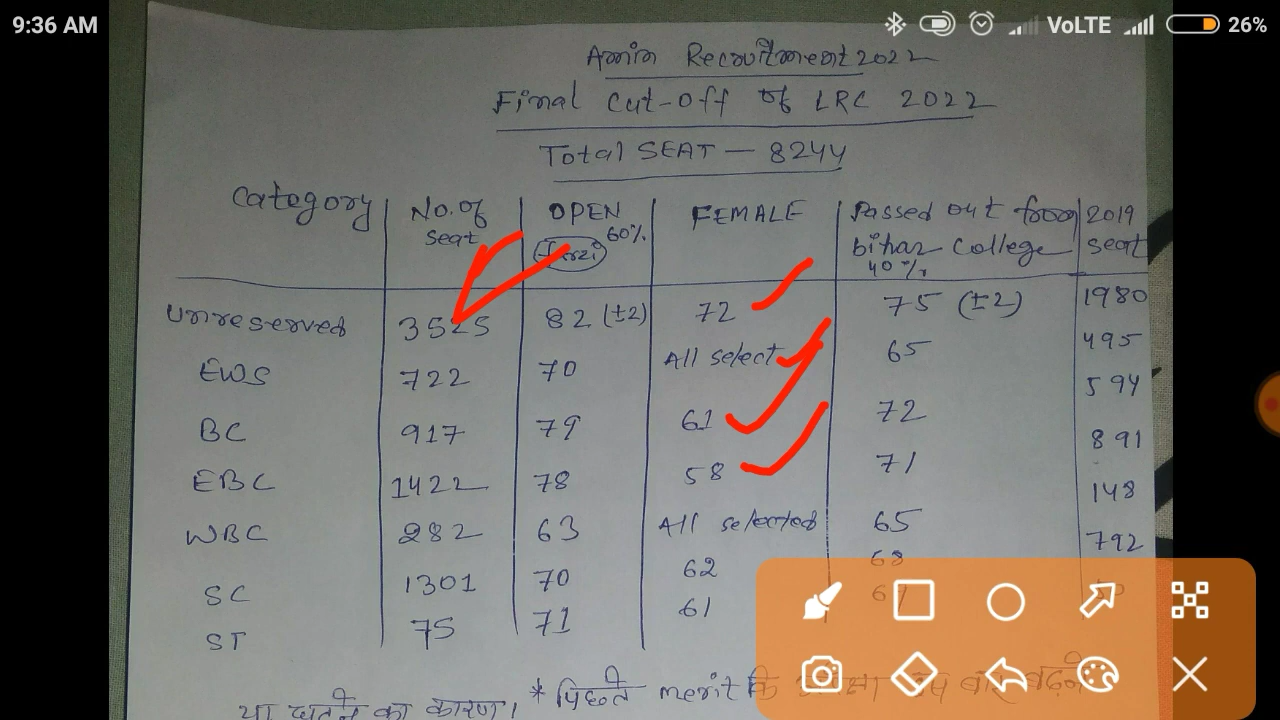 9:36 AM VoLTE 26%
Amin Recruitment 2022
Final Cut-off of LRC 2022
Total SEAT — 8244
Category No. of seat OPEN 60% FEMALE Passed out from bihar College 40% 2019 seat
Unreserved 3525 82 (±2) 72 75 (±2) 1980
EWS 722 70 All select 65 495
BC 917 79 61 72 594
EBC 1422 78 58 71 891
WBC 282 63 All selected 65 148
SC 1301 70 62 68 792
ST 75 71 61
या घटने का कारण। * पिछले merit कि